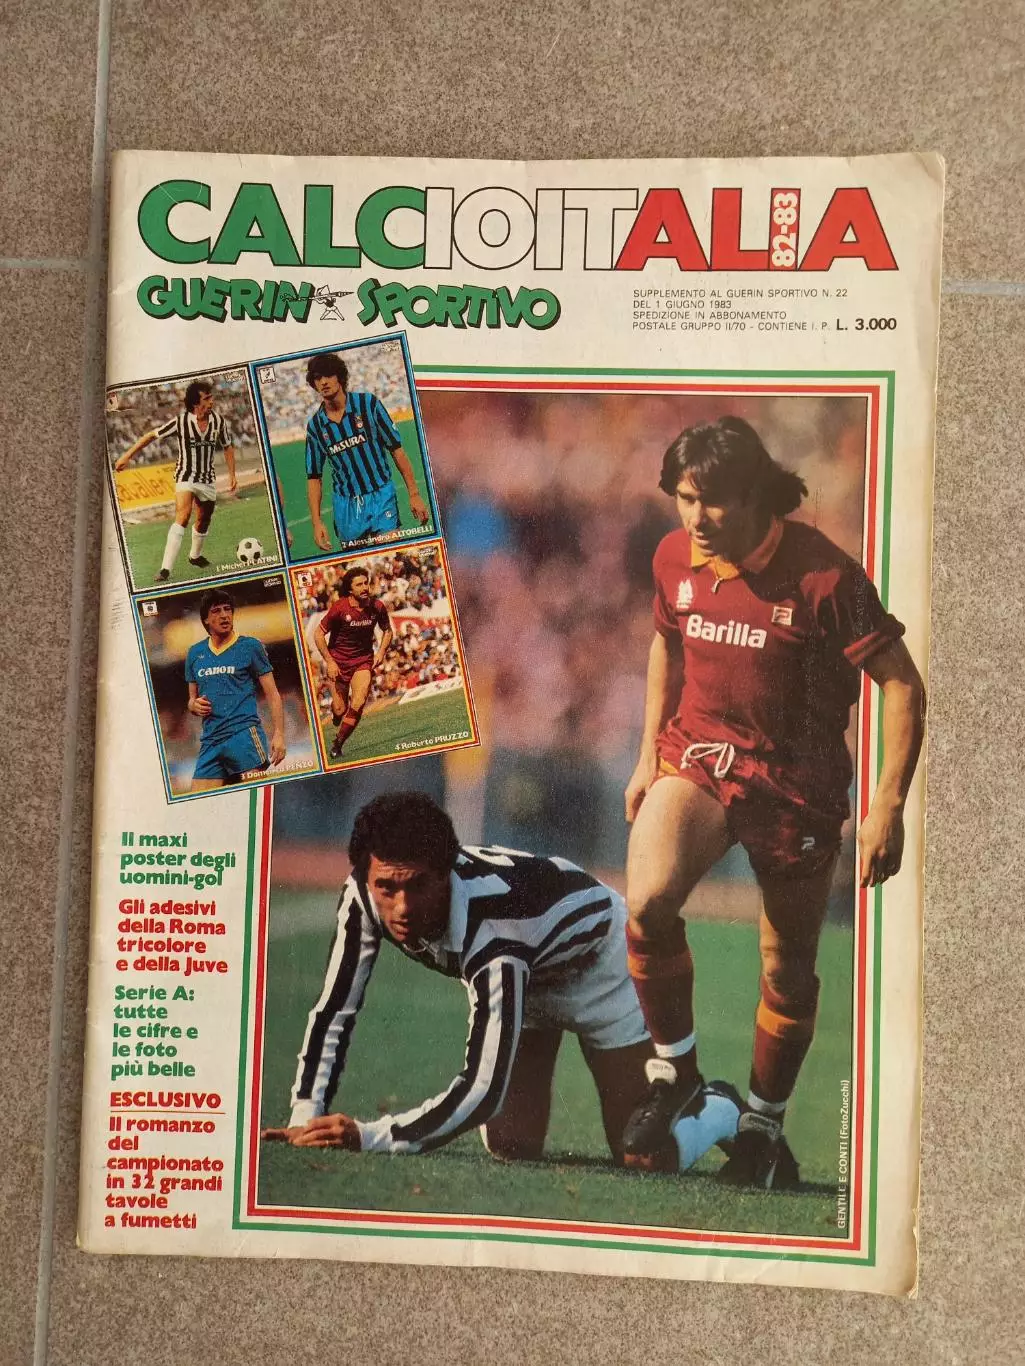 CALCIOITALIA
82-83
GUERIN SPORTIVO
SUPPLEMENTO AL GUERIN SPORTIVO N. 22
DEL 1 GIUGNO 1983
SPEDIZIONE IN ABBONAMENTO
POSTALE GRUPPO II/70 - CONTIENE I. P. L. 3.000
1 Michel PLATINI
MISURA
2 Alessandro ALTOBELLI
Canon
3 Domenico PENZO
Barilla
4 Roberto PRUZZO
Barilla
Il maxi
poster degli
uomini-gol
Gli adesivi
della Roma
tricolore
e della Juve
Serie A:
tutte
le cifre e
le foto
più belle
ESCLUSIVO
Il romanzo
del
campionato
in 32 grandi
tavole
a fumetti
GENTILE E CONTI (FotoZucchi)